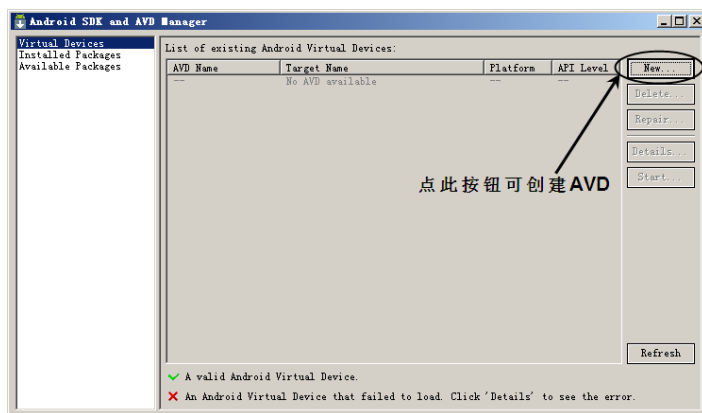 Android SDK and AVD Manager
Virtual Devices
Installed Packages
Available Packages
List of existing Android Virtual Devices:
AVD Name Target Name Platform API Level
-- No AVD available -- --
New...
Delete...
Repair...
Details...
Start...
点此按钮可创建AVD
Refresh
A valid Android Virtual Device.
An Android Virtual Device that failed to load. Click 'Details' to see the error.